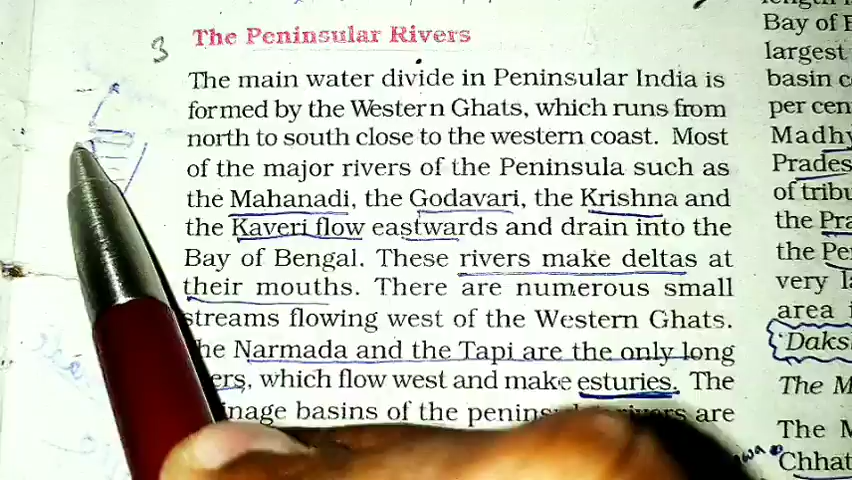 3 The Peninsular Rivers
The main water divide in Peninsular India is
formed by the Western Ghats, which runs from
north to south close to the western coast. Most
of the major rivers of the Peninsula such as
the Mahanadi, the Godavari, the Krishna and
the Kaveri flow eastwards and drain into the
Bay of Bengal. These rivers make deltas at
their mouths. There are numerous small
streams flowing west of the Western Ghats.
he Narmada and the Tapi are the only long
ers, which flow west and make esturies. The
inage basins of the peninsular rivers are
Bay of
largest
basin
per cen
Madhy
Prades
of tribu
the Pra
the Pe
very
area
'Daks
The M
The M
Chhat